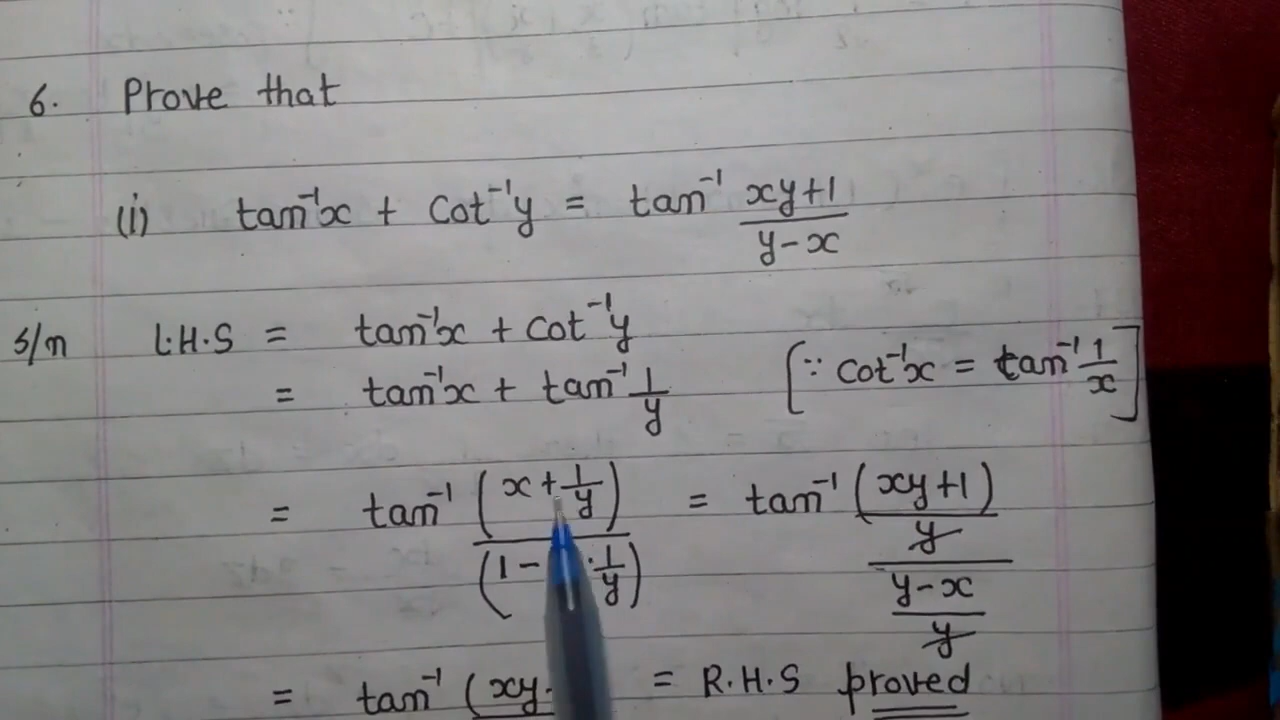 6. Prove that
(i) tan⁻¹x + cot⁻¹y = tan⁻¹ (xy+1)/(y-x)
s/n L.H.S = tan⁻¹x + cot⁻¹y
= tan⁻¹x + tan⁻¹ 1/y [∵ cot⁻¹x = tan⁻¹ 1/x]
= tan⁻¹ (x + 1/y)/(1 - · 1/y) = tan⁻¹ ((xy+1)/y)/((y-x)/y)
= tan⁻¹ (xy = R.H.S proved